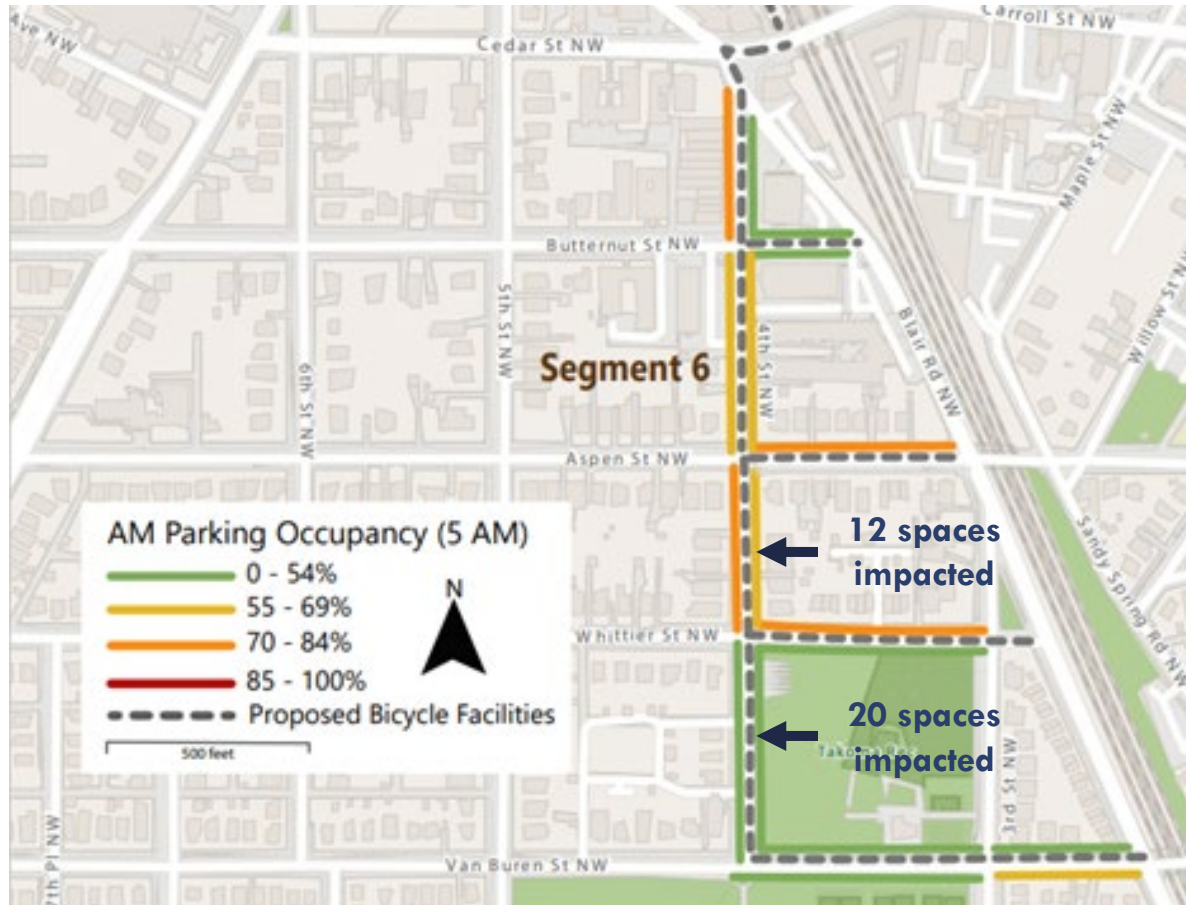 Ave NW
Cedar St NW
Carroll St NW
Maple St NW
Butternut St NW
5th St NW
Willow St NW
Blair Rd NW
4th St NW
Segment 6
6th St NW
Aspen St NW
AM Parking Occupancy (5 AM)
0 - 54%
55 - 69%
70 - 84%
85 - 100%
Proposed Bicycle Facilities
500 feet
N
12 spaces
impacted
Sandy Spring Rd NW
Whittier St NW
20 spaces
impacted
3rd St NW
7th Pl NW
Van Buren St NW